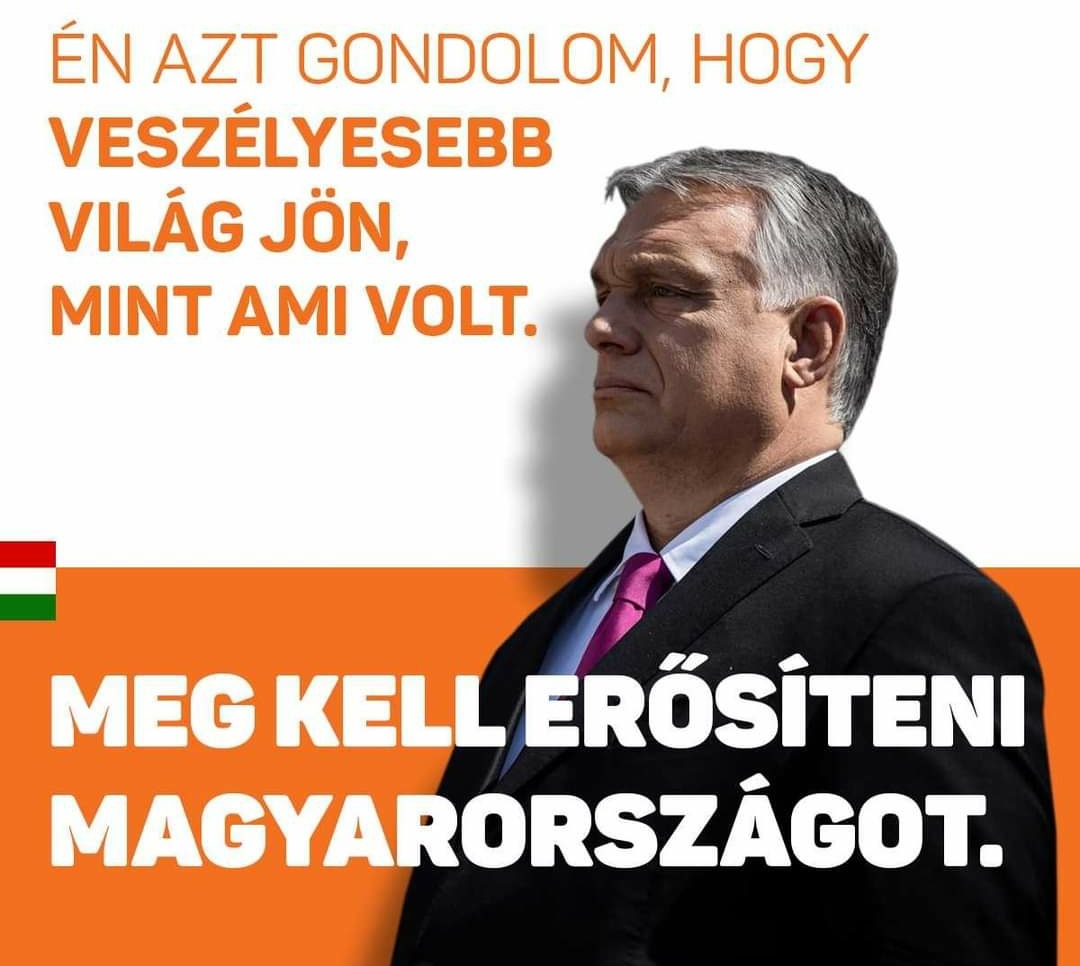 ÉN AZT GONDOLOM, HOGY
VESZÉLYESEBB
VILÁG JÖN,
MINT AMI VOLT.
MEG KELL ERŐSÍTENI
MAGYARORSZÁGOT.